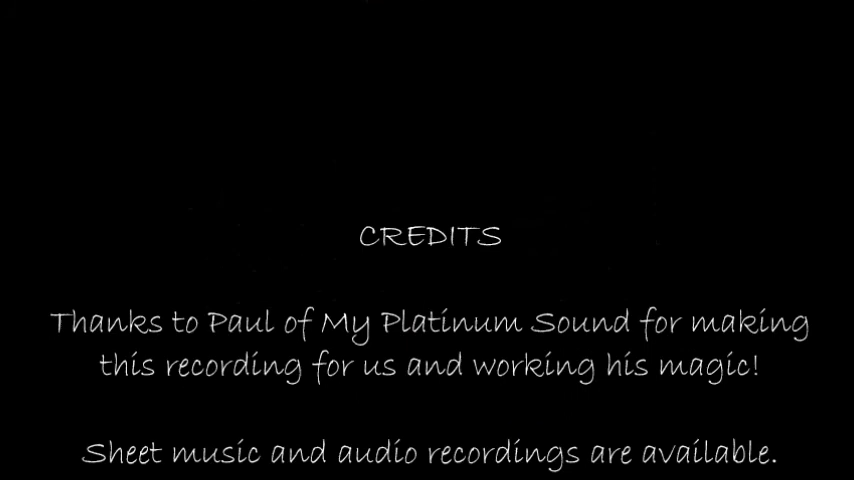 CREDITS
Thanks to Paul of My Platinum Sound for making
this recording for us and working his magic!
Sheet music and audio recordings are available.